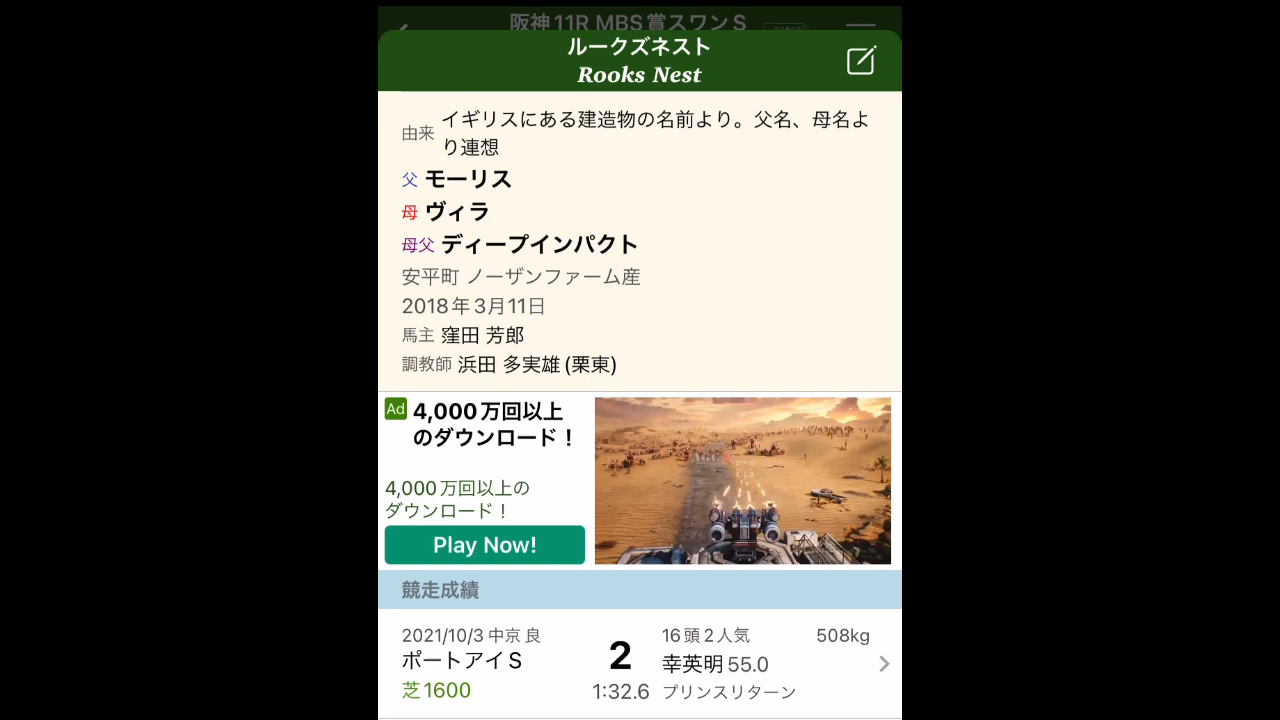 阪神11R MBS賞スワンS
ルークズネスト
Rooks Nest
由来 イギリスにある建造物の名前より。父名、母名よ
り連想
父 モーリス
母 ヴィラ
母父 ディープインパクト
安平町 ノーザンファーム産
2018年3月11日
馬主 窪田 芳郎
調教師 浜田 多実雄(栗東)
Ad 4,000万回以上
のダウンロード！
4,000万回以上の
ダウンロード！
Play Now!
競走成績
2021/10/3 中京 良
ポートアイS
芝1600
2
1:32.6
16頭2人気 508kg
幸英明 55.0
プリンスリターン